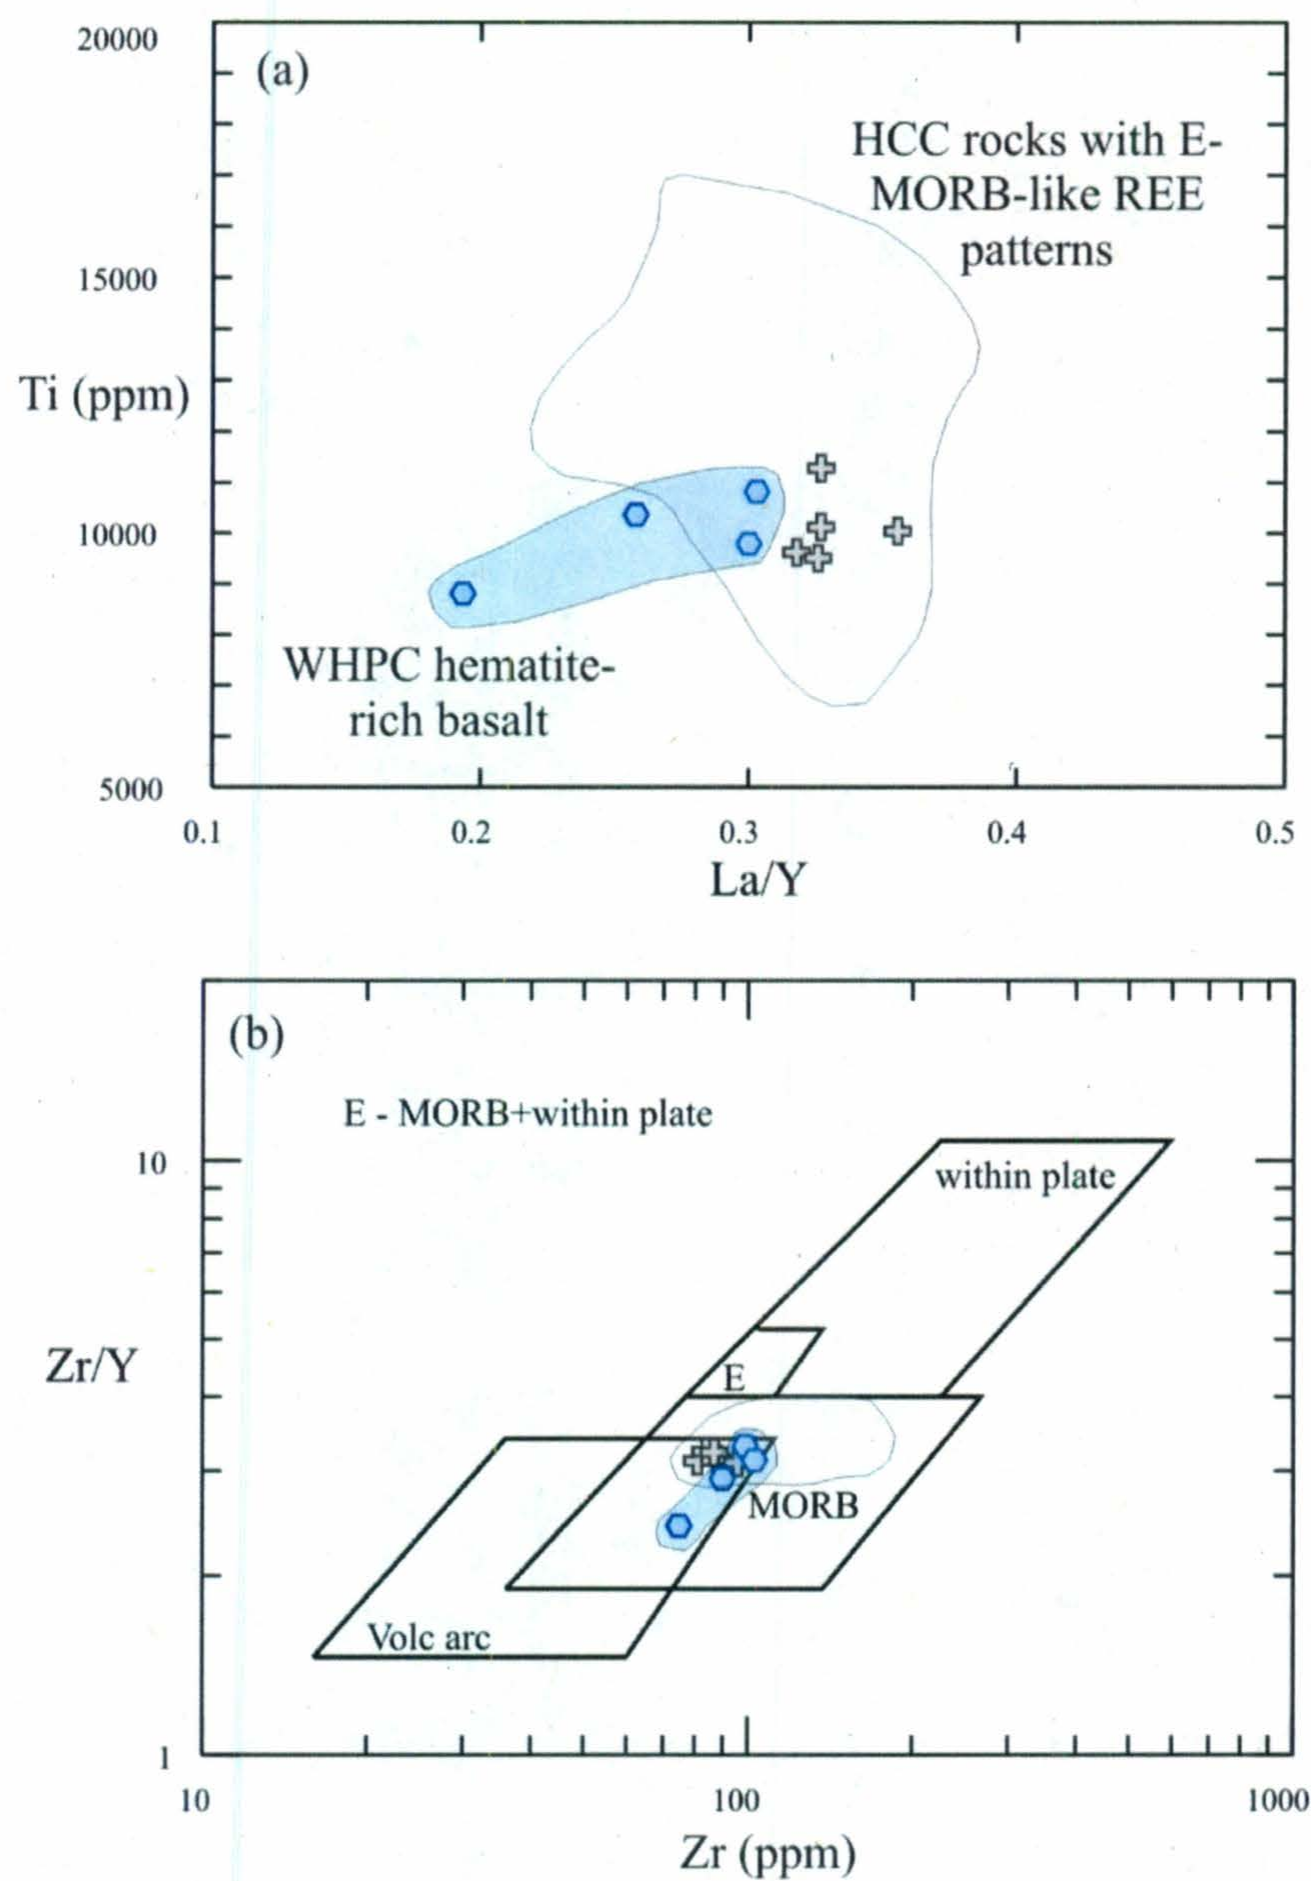 20000
(a)
HCC rocks with E-
MORB-like REE
patterns
15000
Ti (ppm)
10000
WHPC hematite-
rich basalt
5000
0.1 0.2 0.3 0.4 0.5
La/Y
(b)
E - MORB+within plate
10
within plate
Zr/Y
E
MORB
Volc arc
1
10 100 1000
Zr (ppm)